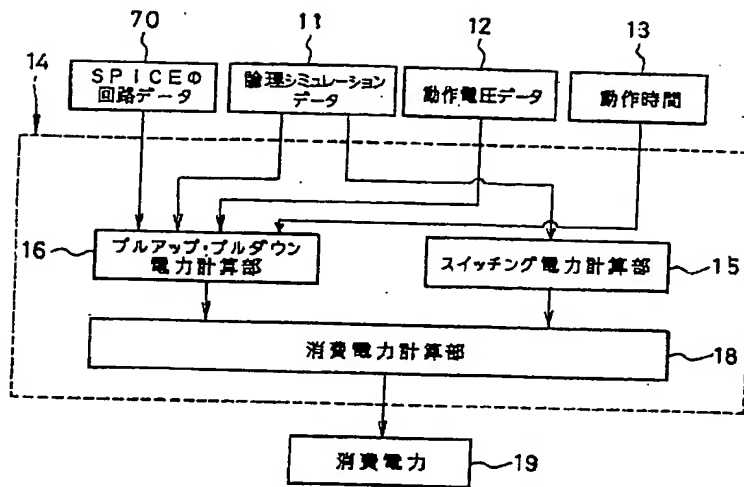 70
11
12
13
14
SPICEの
回路データ
論理シミュレーション
データ
動作電圧データ
動作時間
16
プルアップ・プルダウン
電力計算部
スイッチング電力計算部
15
消費電力計算部
18
消費電力
19